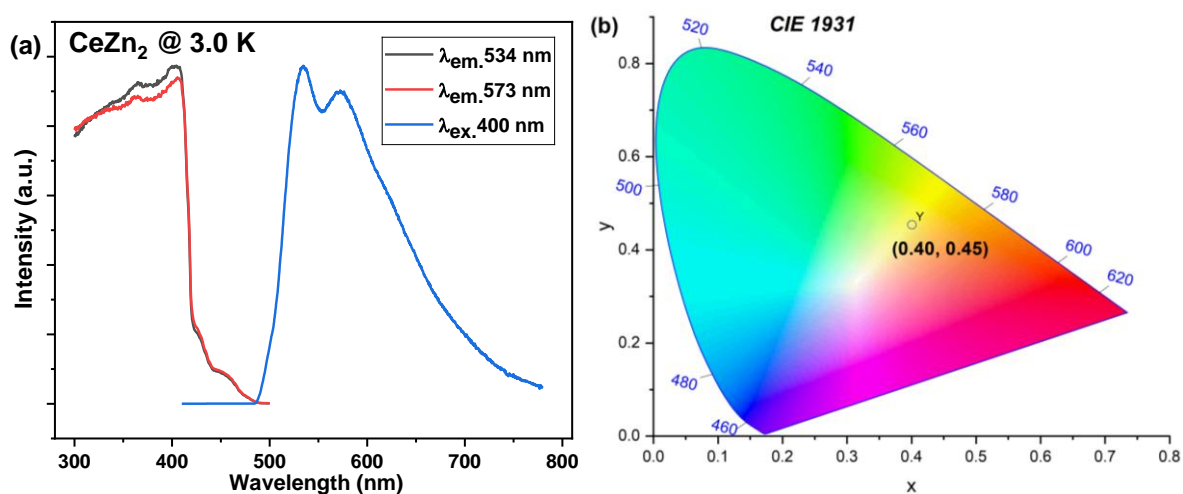 (a)
CeZn₂ @ 3.0 K
λem.534 nm
λem.573 nm
λex.400 nm
Intensity (a.u.)
300 400 500 600 700 800
Wavelength (nm)
(b)
CIE 1931
520
540
560
500
580
600
620
480
460
Y
(0.40, 0.45)
y
0.8
0.6
0.4
0.2
0.0
0.0 0.1 0.2 0.3 0.4 0.5 0.6 0.7 0.8
x